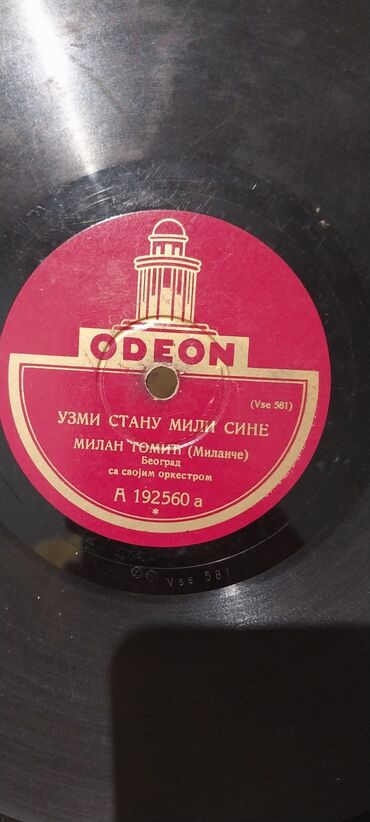 ODEON
(Vse 581)
УЗМИ СТАНУ МИЛИ СИНЕ
МИЛАН ТОМИЋ (Миланче)
Београд
са својим оркестром
А 192560 а
*
Vse 581